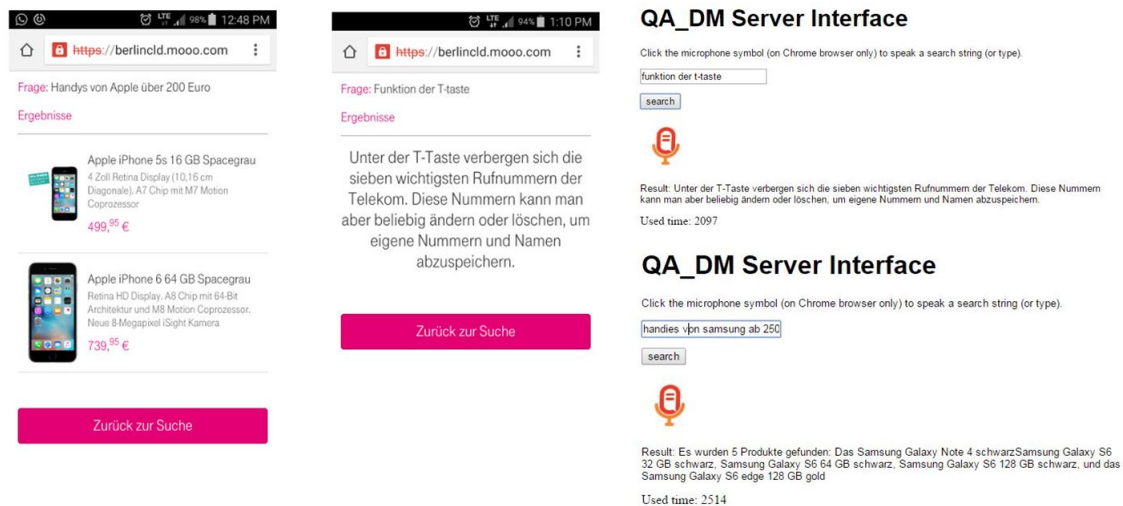 LTE 98% 12:48 PM
https://berlincld.mooo.com
Frage: Handys von Apple über 200 Euro
Ergebnisse
Apple iPhone 5s 16 GB Spacegrau
4 Zoll Retina Display (10,16 cm
Diagonale). A7 Chip mit M7 Motion
Coprozessor
499,95 €
Apple iPhone 6 64 GB Spacegrau
Retina HD Display. A8 Chip mit 64-Bit
Architektur und M8 Motion Coprozessor.
Neue 8-Megapixel iSight Kamera
739,95 €
Zurück zur Suche
LTE 94% 1:10 PM
https://berlincld.mooo.com
Frage: Funktion der T-taste
Ergebnisse
Unter der T-Taste verbergen sich die
sieben wichtigsten Rufnummern der
Telekom. Diese Nummern kann man
aber beliebig ändern oder löschen, um
eigene Nummern und Namen
abzuspeichern.
Zurück zur Suche
QA_DM Server Interface
Click the microphone symbol (on Chrome browser only) to speak a search string (or type).
funktion der t-taste
search
Result: Unter der T-Taste verbergen sich die sieben wichtigsten Rufnummern der Telekom. Diese Nummern
kann man aber beliebig ändern oder löschen, um eigene Nummern und Namen abzuspeichern.
Used time: 2097
QA_DM Server Interface
Click the microphone symbol (on Chrome browser only) to speak a search string (or type).
handies von samsung ab 250
search
Result: Es wurden 5 Produkte gefunden: Das Samsung Galaxy Note 4 schwarzSamsung Galaxy S6
32 GB schwarz, Samsung Galaxy S6 64 GB schwarz, Samsung Galaxy S6 128 GB schwarz, und das
Samsung Galaxy S6 edge 128 GB gold
Used time: 2514